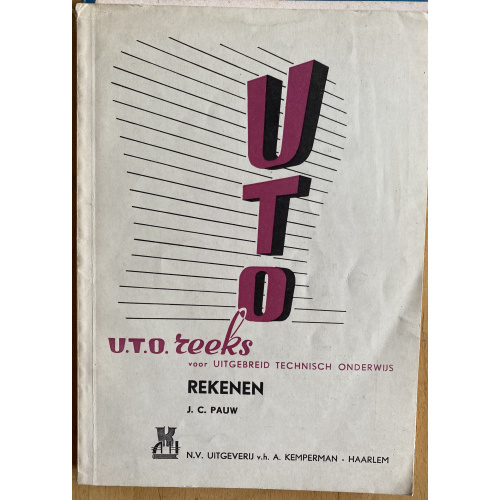 U
T
O
U.T.O. reeks
voor UITGEBREID TECHNISCH ONDERWIJS
REKENEN
J. C. PAUW
N.V. UITGEVERIJ v.h. A. KEMPERMAN - HAARLEM